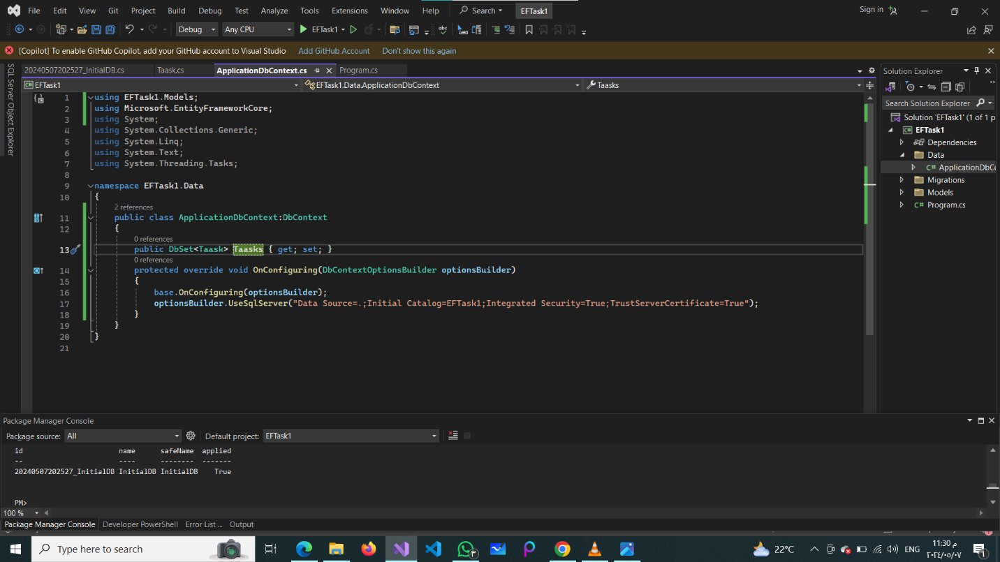 File Edit View Git Project Build Debug Test Analyze Tools Extensions Window Help Search EFTask1 Sign in
Debug Any CPU EFTask1
[Copilot] To enable GitHub Copilot, add your GitHub account to Visual Studio Add GitHub Account Don't show this again
SQL Server Object Explorer
20240507202527_InitialDB.cs Taask.cs ApplicationDbContext.cs Program.cs
EFTask1 EFTask1.Data.ApplicationDbContext Taasks
1 using EFTask1.Models;
2 using Microsoft.EntityFrameworkCore;
3 using System;
4 using System.Collections.Generic;
5 using System.Linq;
6 using System.Text;
7 using System.Threading.Tasks;
8
9 namespace EFTask1.Data
10 {
2 references
11 public class ApplicationDbContext:DbContext
12 {
0 references
13 public DbSet<Taask> Taasks { get; set; }
0 references
14 protected override void OnConfiguring(DbContextOptionsBuilder optionsBuilder)
15 {
16 base.OnConfiguring(optionsBuilder);
17 optionsBuilder.UseSqlServer("Data Source=.;Initial Catalog=EFTask1;Integrated Security=True;TrustServerCertificate=True");
18 }
19 }
20 }
21
Solution Explorer
Search Solution Explorer
Solution 'EFTask1' (1 of 1 p
EFTask1
Dependencies
Data
C# ApplicationDbCo
Migrations
Models
C# Program.cs
Package Manager Console
Package source: All Default project: EFTask1
id name safeName applied
-- ---- -------- -------
20240507202527_InitialDB InitialDB InitialDB True
PM>
100 %
Package Manager Console Developer PowerShell Error List ... Output
Type here to search
٣
22°C ENG
11:30 م
٢٠٢٤/٠٥/٠٧
1